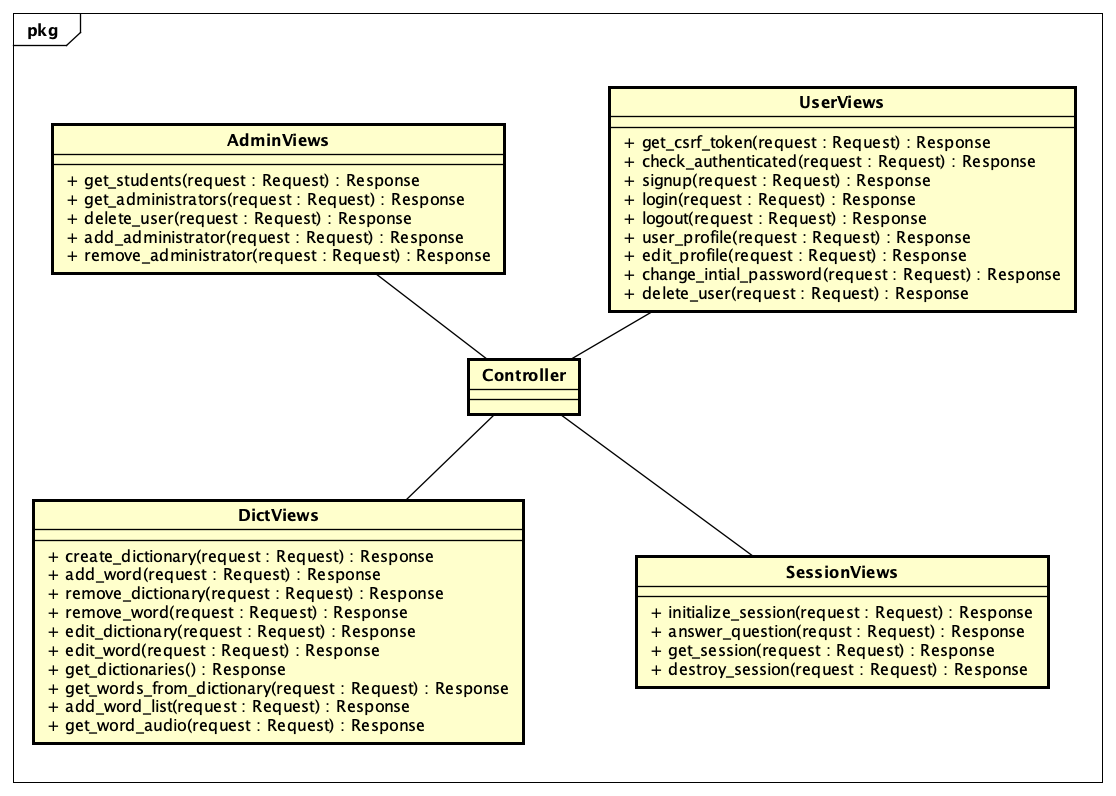 pkg
AdminViews
+ get_students(request : Request) : Response
+ get_administrators(request : Request) : Response
+ delete_user(request : Request) : Response
+ add_administrator(request : Request) : Response
+ remove_administrator(request : Request) : Response
UserViews
+ get_csrf_token(request : Request) : Response
+ check_authenticated(request : Request) : Response
+ signup(request : Request) : Response
+ login(request : Request) : Response
+ logout(request : Request) : Response
+ user_profile(request : Request) : Response
+ edit_profile(request : Request) : Response
+ change_intial_password(request : Request) : Response
+ delete_user(request : Request) : Response
Controller
DictViews
+ create_dictionary(request : Request) : Response
+ add_word(request : Request) : Response
+ remove_dictionary(request : Request) : Response
+ remove_word(request : Request) : Response
+ edit_dictionary(request : Request) : Response
+ edit_word(request : Request) : Response
+ get_dictionaries() : Response
+ get_words_from_dictionary(request : Request) : Response
+ add_word_list(request : Request) : Response
+ get_word_audio(request : Request) : Response
SessionViews
+ initialize_session(request : Request) : Response
+ answer_question(requst : Request) : Response
+ get_session(request : Request) : Response
+ destroy_session(request : Request) : Response